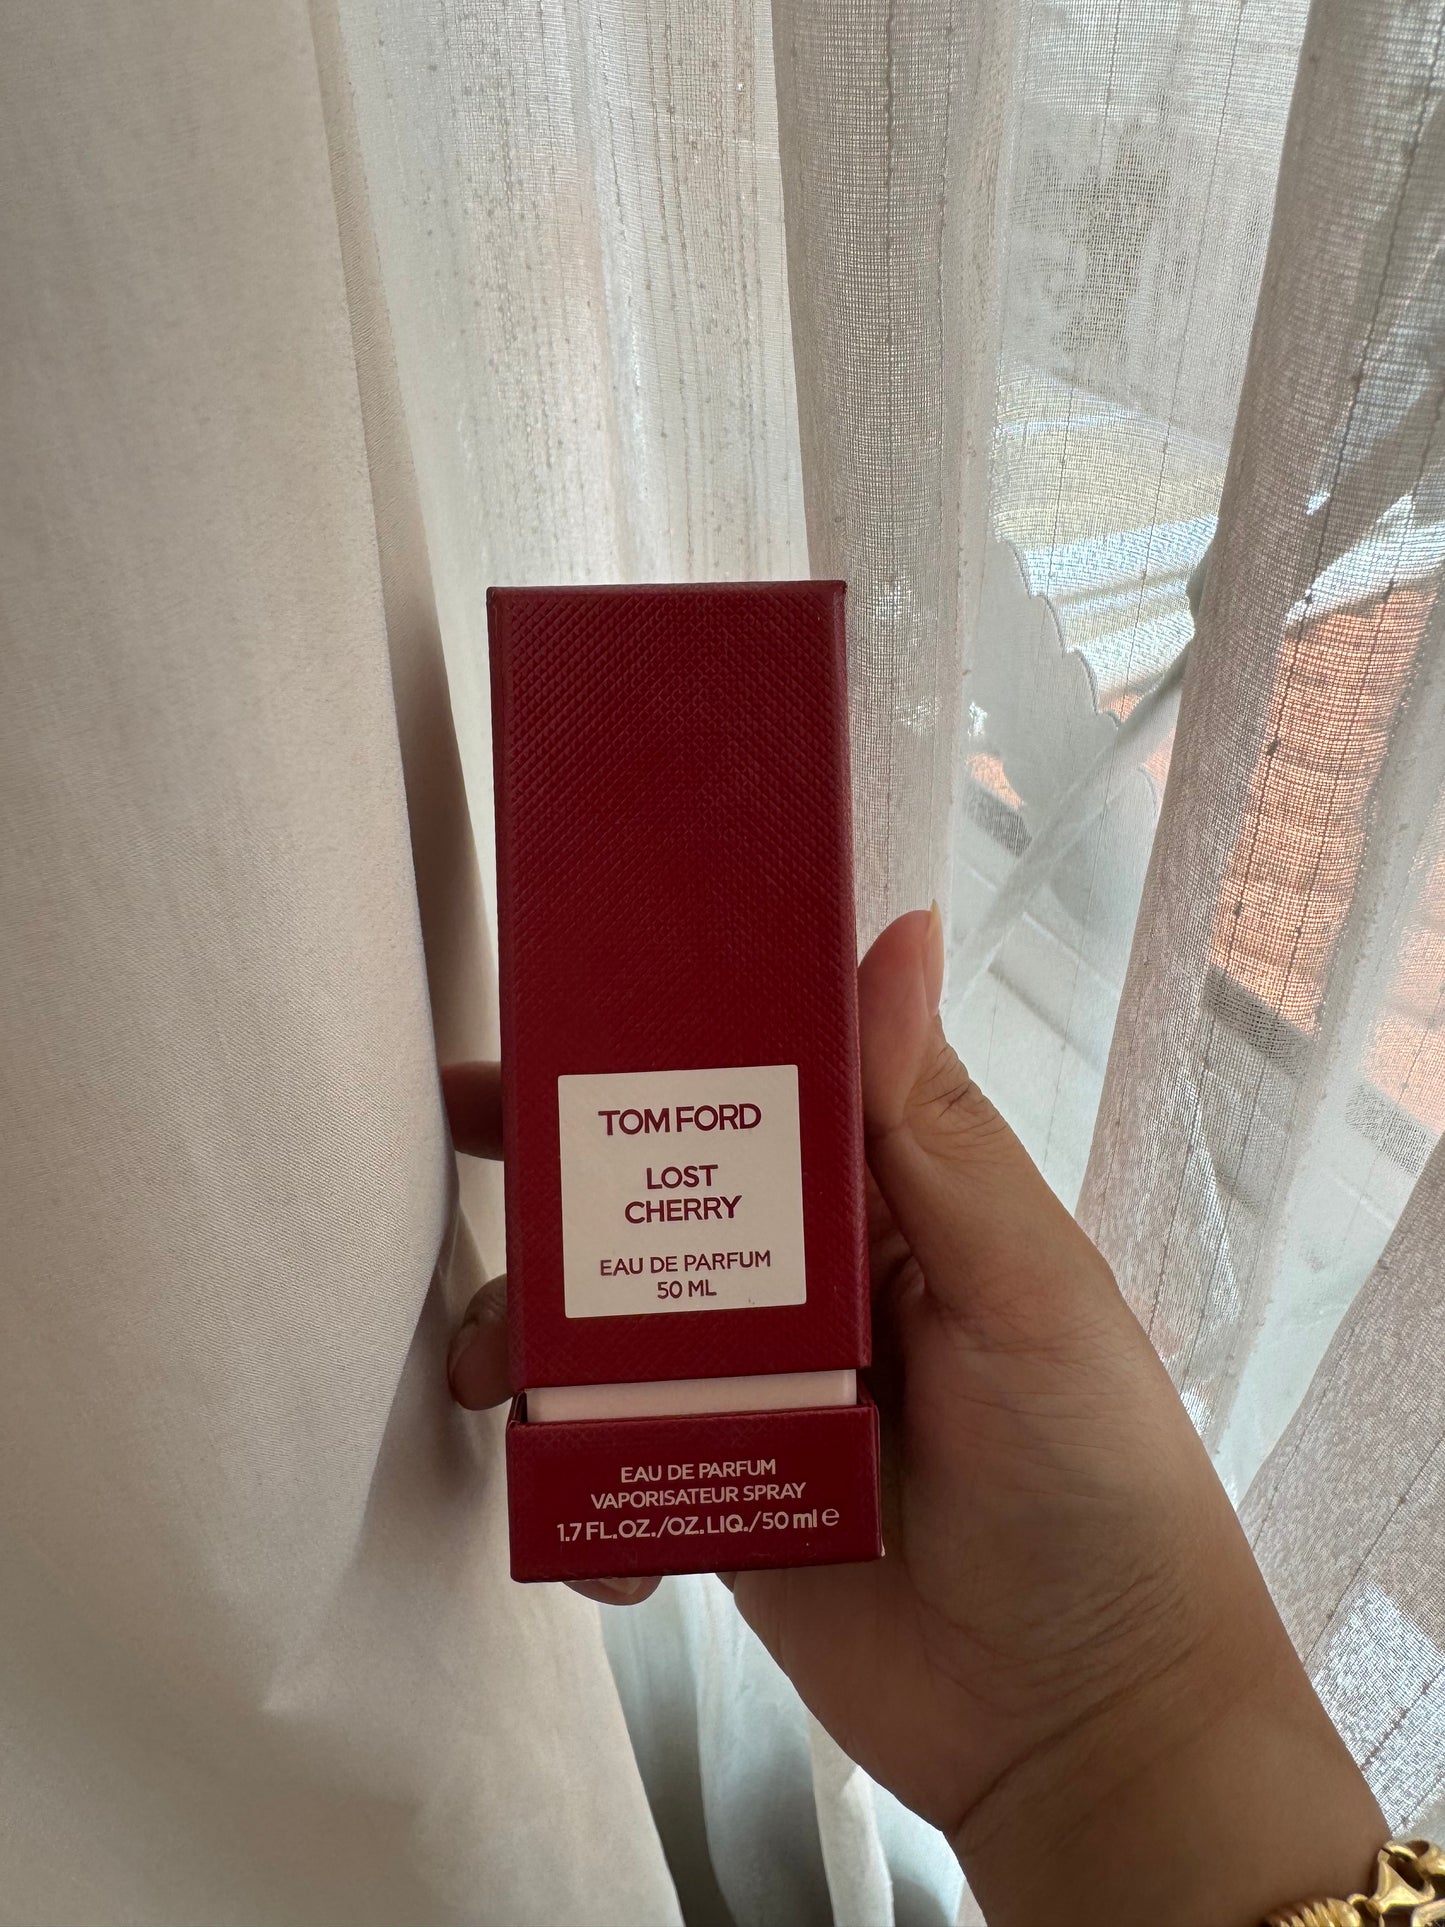 TOM FORD
LOST
CHERRY
EAU DE PARFUM
50 ML
EAU DE PARFUM
VAPORISATEUR SPRAY
1.7 FL.OZ./OZ.LIQ./50 ml e